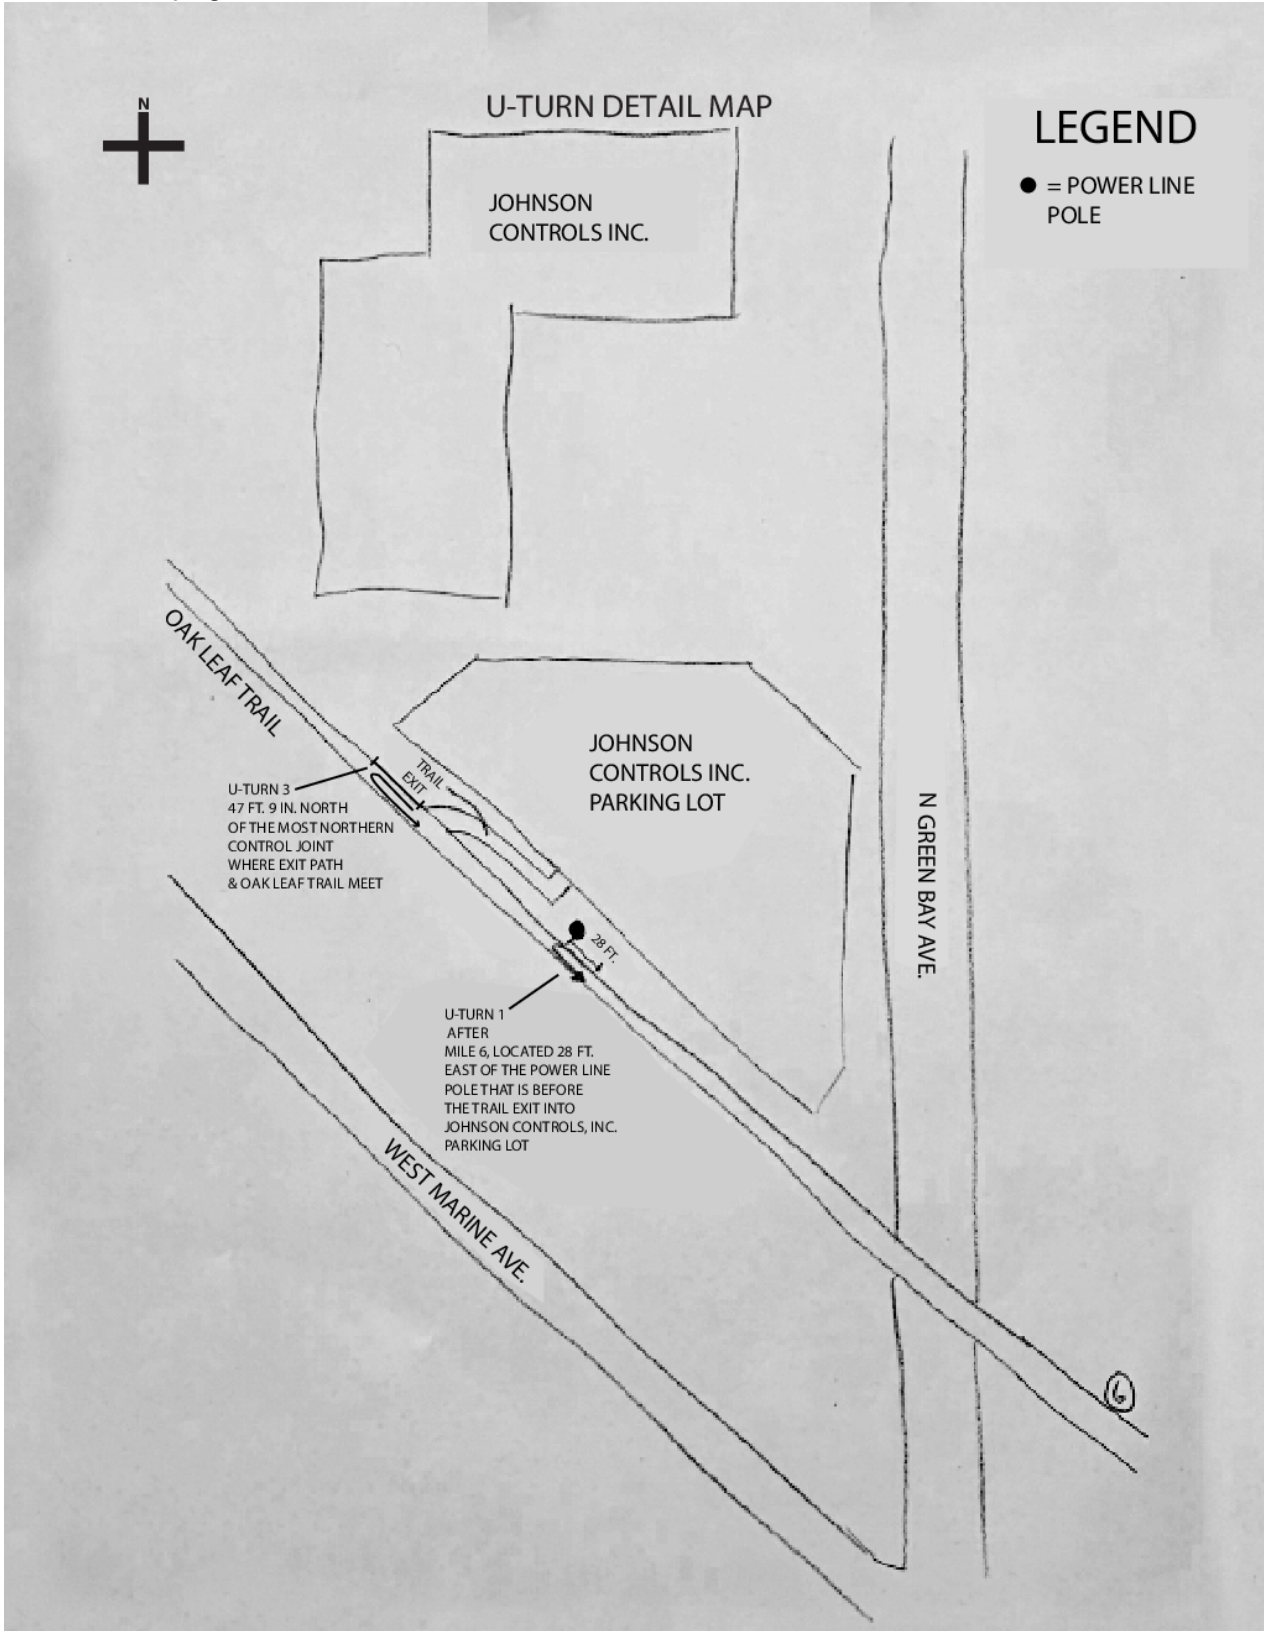 U-TURN DETAIL MAP
N
LEGEND
= POWER LINE
POLE
JOHNSON
CONTROLS INC.
OAK LEAF TRAIL
JOHNSON
CONTROLS INC.
PARKING LOT
TRAIL
EXIT
U-TURN 3
47 FT. 9 IN. NORTH
OF THE MOST NORTHERN
CONTROL JOINT
WHERE EXIT PATH
& OAK LEAF TRAIL MEET
N GREEN BAY AVE.
28 FT.
U-TURN 1
AFTER
MILE 6, LOCATED 28 FT.
EAST OF THE POWER LINE
POLE THAT IS BEFORE
THE TRAIL EXIT INTO
JOHNSON CONTROLS, INC.
PARKING LOT
WEST MARINE AVE.
6